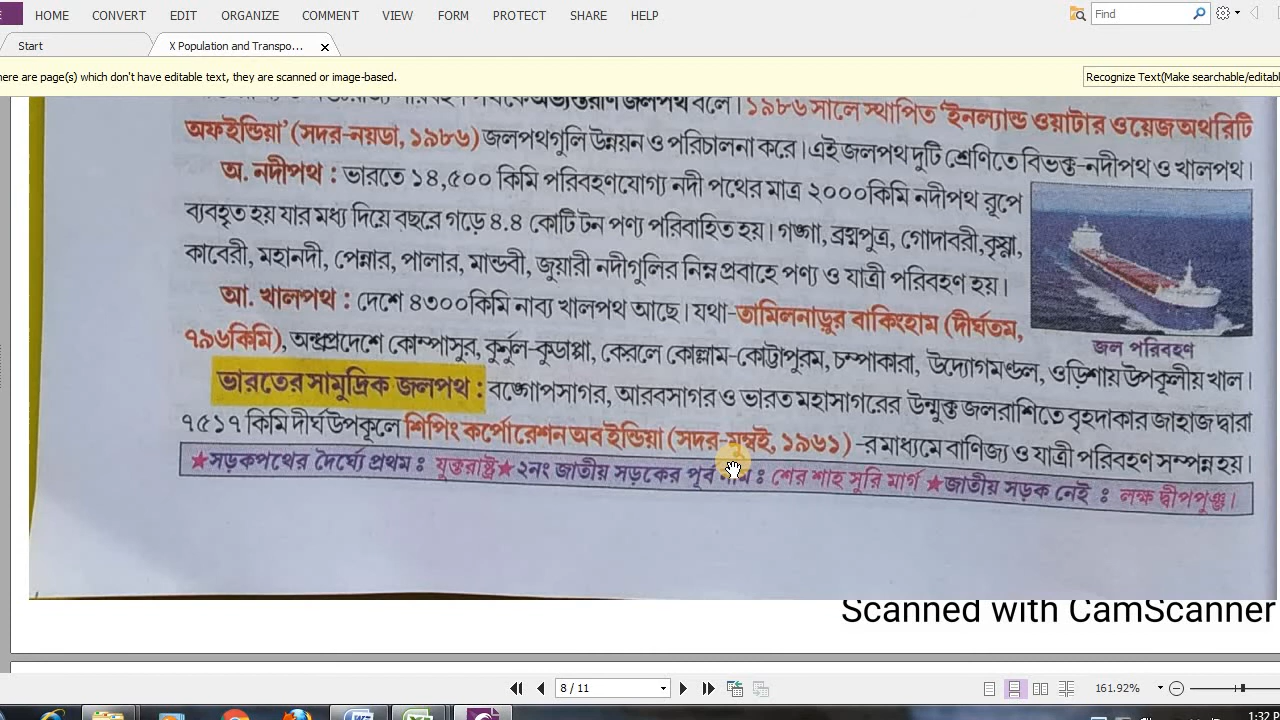 HOME CONVERT EDIT ORGANIZE COMMENT VIEW FORM PROTECT SHARE HELP Find
Start X Population and Transpo...
here are page(s) which don't have editable text, they are scanned or image-based. Recognize Text(Make searchable/editabl
জলপথ বলে। ১৯৮৬ সালে স্থাপিত 'ইনল্যান্ড ওয়াটার ওয়েজ অথরিটি
অফইন্ডিয়া' (সদর-নয়ডা, ১৯৮৬) জলপথগুলি উন্নয়ন ও পরিচালনা করে। এই জলপথ দুটি শ্রেণিতে বিভক্ত-নদীপথ ও খালপথ।
অ. নদীপথ : ভারতে ১৪,৫০০ কিমি পরিবহণযোগ্য নদী পথের মাত্র ২০০০কিমি নদীপথ রূপে
ব্যবহৃত হয় যার মধ্য দিয়ে বছরে গড়ে ৪.৪ কোটি টন পণ্য পরিবাহিত হয়। গঙ্গা, ব্রহ্মপুত্র, গোদাবরী,কৃষ্ণা,
কাবেরী, মহানদী, পেন্নার, পালার, মান্ডবী, জুয়ারী নদীগুলির নিম্ন প্রবাহে পণ্য ও যাত্রী পরিবহণ হয়।
আ. খালপথ : দেশে ৪৩০০কিমি নাব্য খালপথ আছে। যথা-তামিলনাড়ুর বাকিংহাম (দীর্ঘতম,
৭৯৬কিমি), অন্ধ্রপ্রদেশে কোম্পাসুর, কুর্নুল-কুডাপ্পা, কেরলে কোল্লাম-কোট্টাপুরম, চম্পাকারা, উদ্যোগমণ্ডল, ওড়িশায় উপকূলীয় খাল।
জল পরিবহণ
ভারতের সামুদ্রিক জলপথ : বঙ্গোপসাগর, আরবসাগর ও ভারত মহাসাগরের উন্মুক্ত জলরাশিতে বৃহদাকার জাহাজ দ্বারা
৭৫১৭ কিমি দীর্ঘ উপকূলে শিপিং কর্পোরেশন অব ইন্ডিয়া (সদর-মুম্বই, ১৯৬১) -র মাধ্যমে বাণিজ্য ও যাত্রী পরিবহণ সম্পন্ন হয়।
★সড়কপথের দৈর্ঘ্যে প্রথম : যুক্তরাষ্ট্র★ ২নং জাতীয় সড়কের পূর্ব নাম : শের শাহ সুরি মার্গ ★জাতীয় সড়ক নেই : লক্ষ দ্বীপপুঞ্জ।
Scanned with CamScanner
8 / 11 161.92%
1:32 P